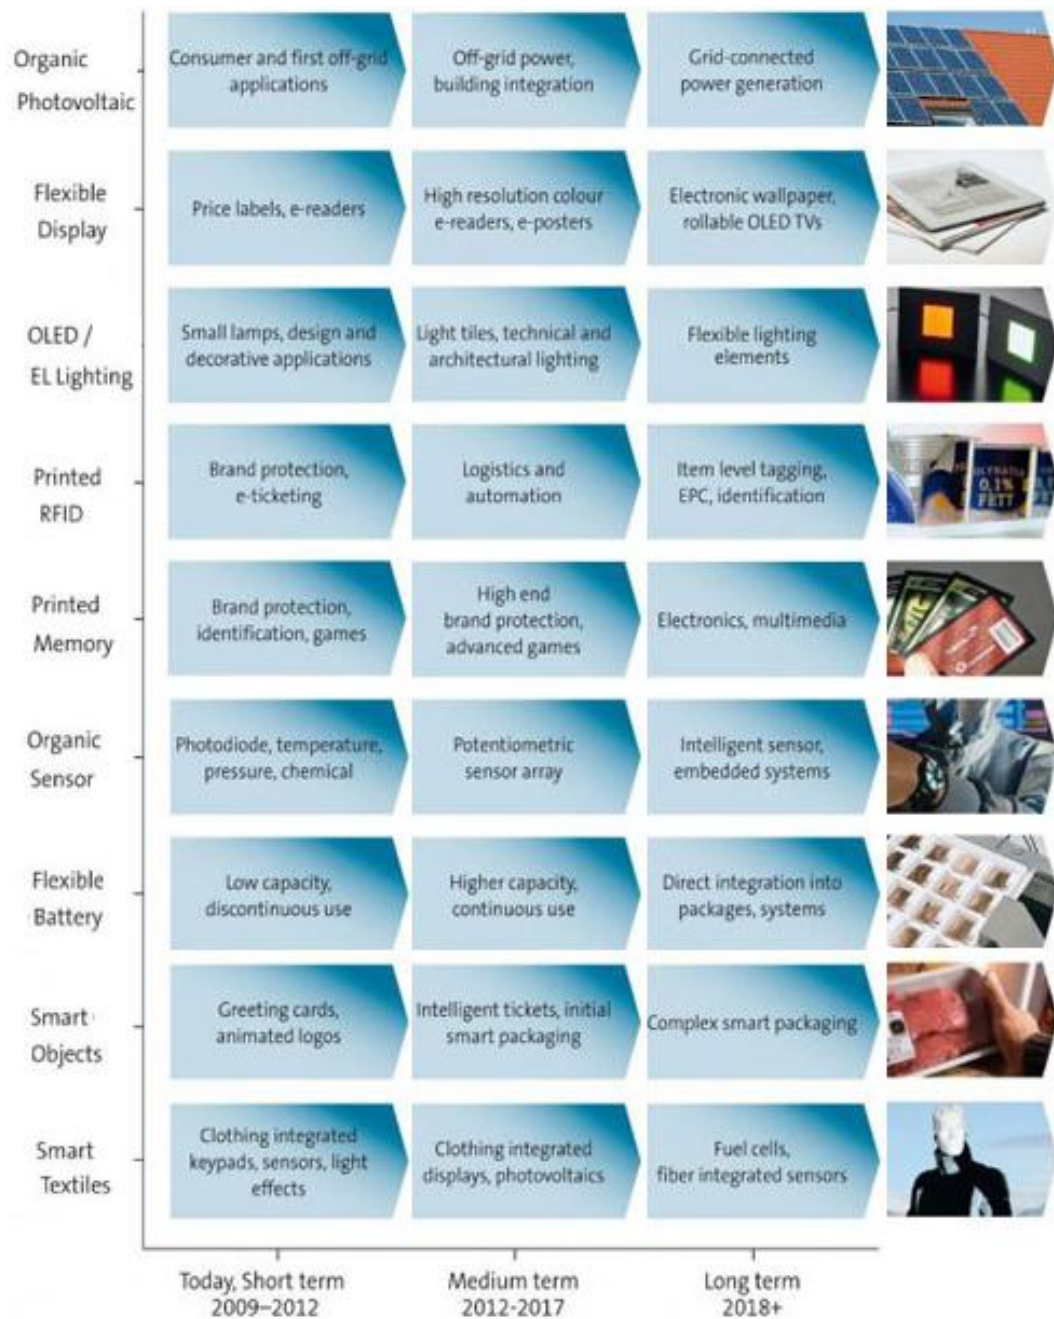 Organic
Photovoltaic
Consumer and first off-grid
applications
Off-grid power,
building integration
Grid-connected
power generation
Flexible
Display
Price labels, e-readers
High resolution colour
e-readers, e-posters
Electronic wallpaper,
rollable OLED TVs
OLED /
EL Lighting
Small lamps, design and
decorative applications
Light tiles, technical and
architectural lighting
Flexible lighting
elements
Printed
RFID
Brand protection,
e-ticketing
Logistics and
automation
Item level tagging,
EPC, identification
0,1%
FETT
Printed
Memory
Brand protection,
identification, games
High end
brand protection,
advanced games
Electronics, multimedia
Organic
Sensor
Photodiode, temperature,
pressure, chemical
Potentiometric
sensor array
Intelligent sensor,
embedded systems
Flexible
Battery
Low capacity,
discontinuous use
Higher capacity,
continuous use
Direct integration into
packages, systems
Smart
Objects
Greeting cards,
animated logos
Intelligent tickets, initial
smart packaging
Complex smart packaging
Smart
Textiles
Clothing integrated
keypads, sensors, light
effects
Clothing integrated
displays, photovoltaics
Fuel cells,
fiber integrated sensors
Today, Short term
2009–2012
Medium term
2012-2017
Long term
2018+